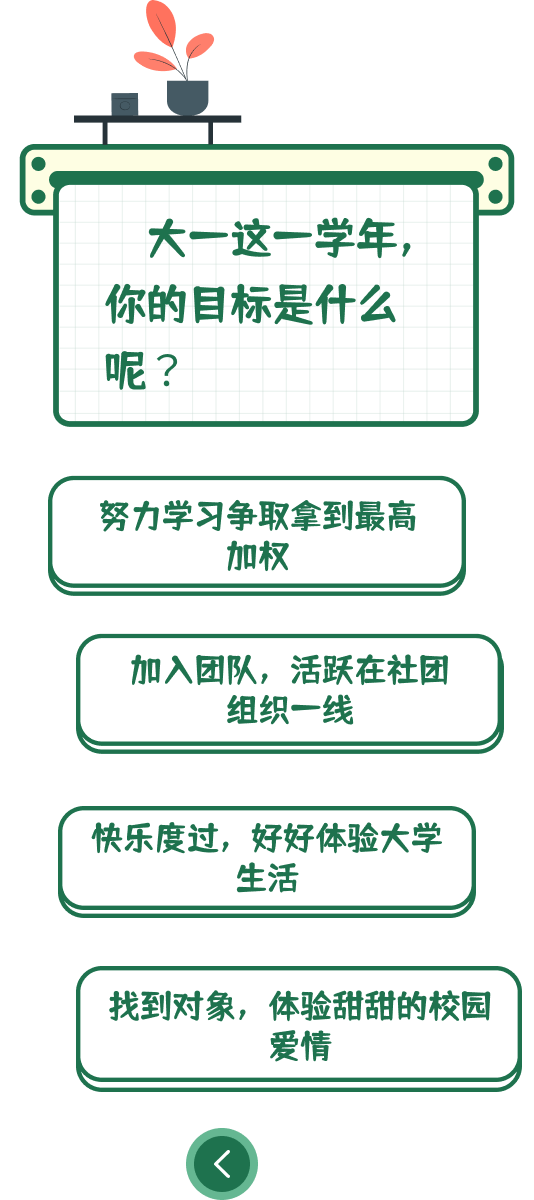 大一这一学年，
你的目标是什么
呢？
努力学习争取拿到最高
加权
加入团队，活跃在社团
组织一线
快乐度过，好好体验大学
生活
找到对象，体验甜甜的校园
爱情